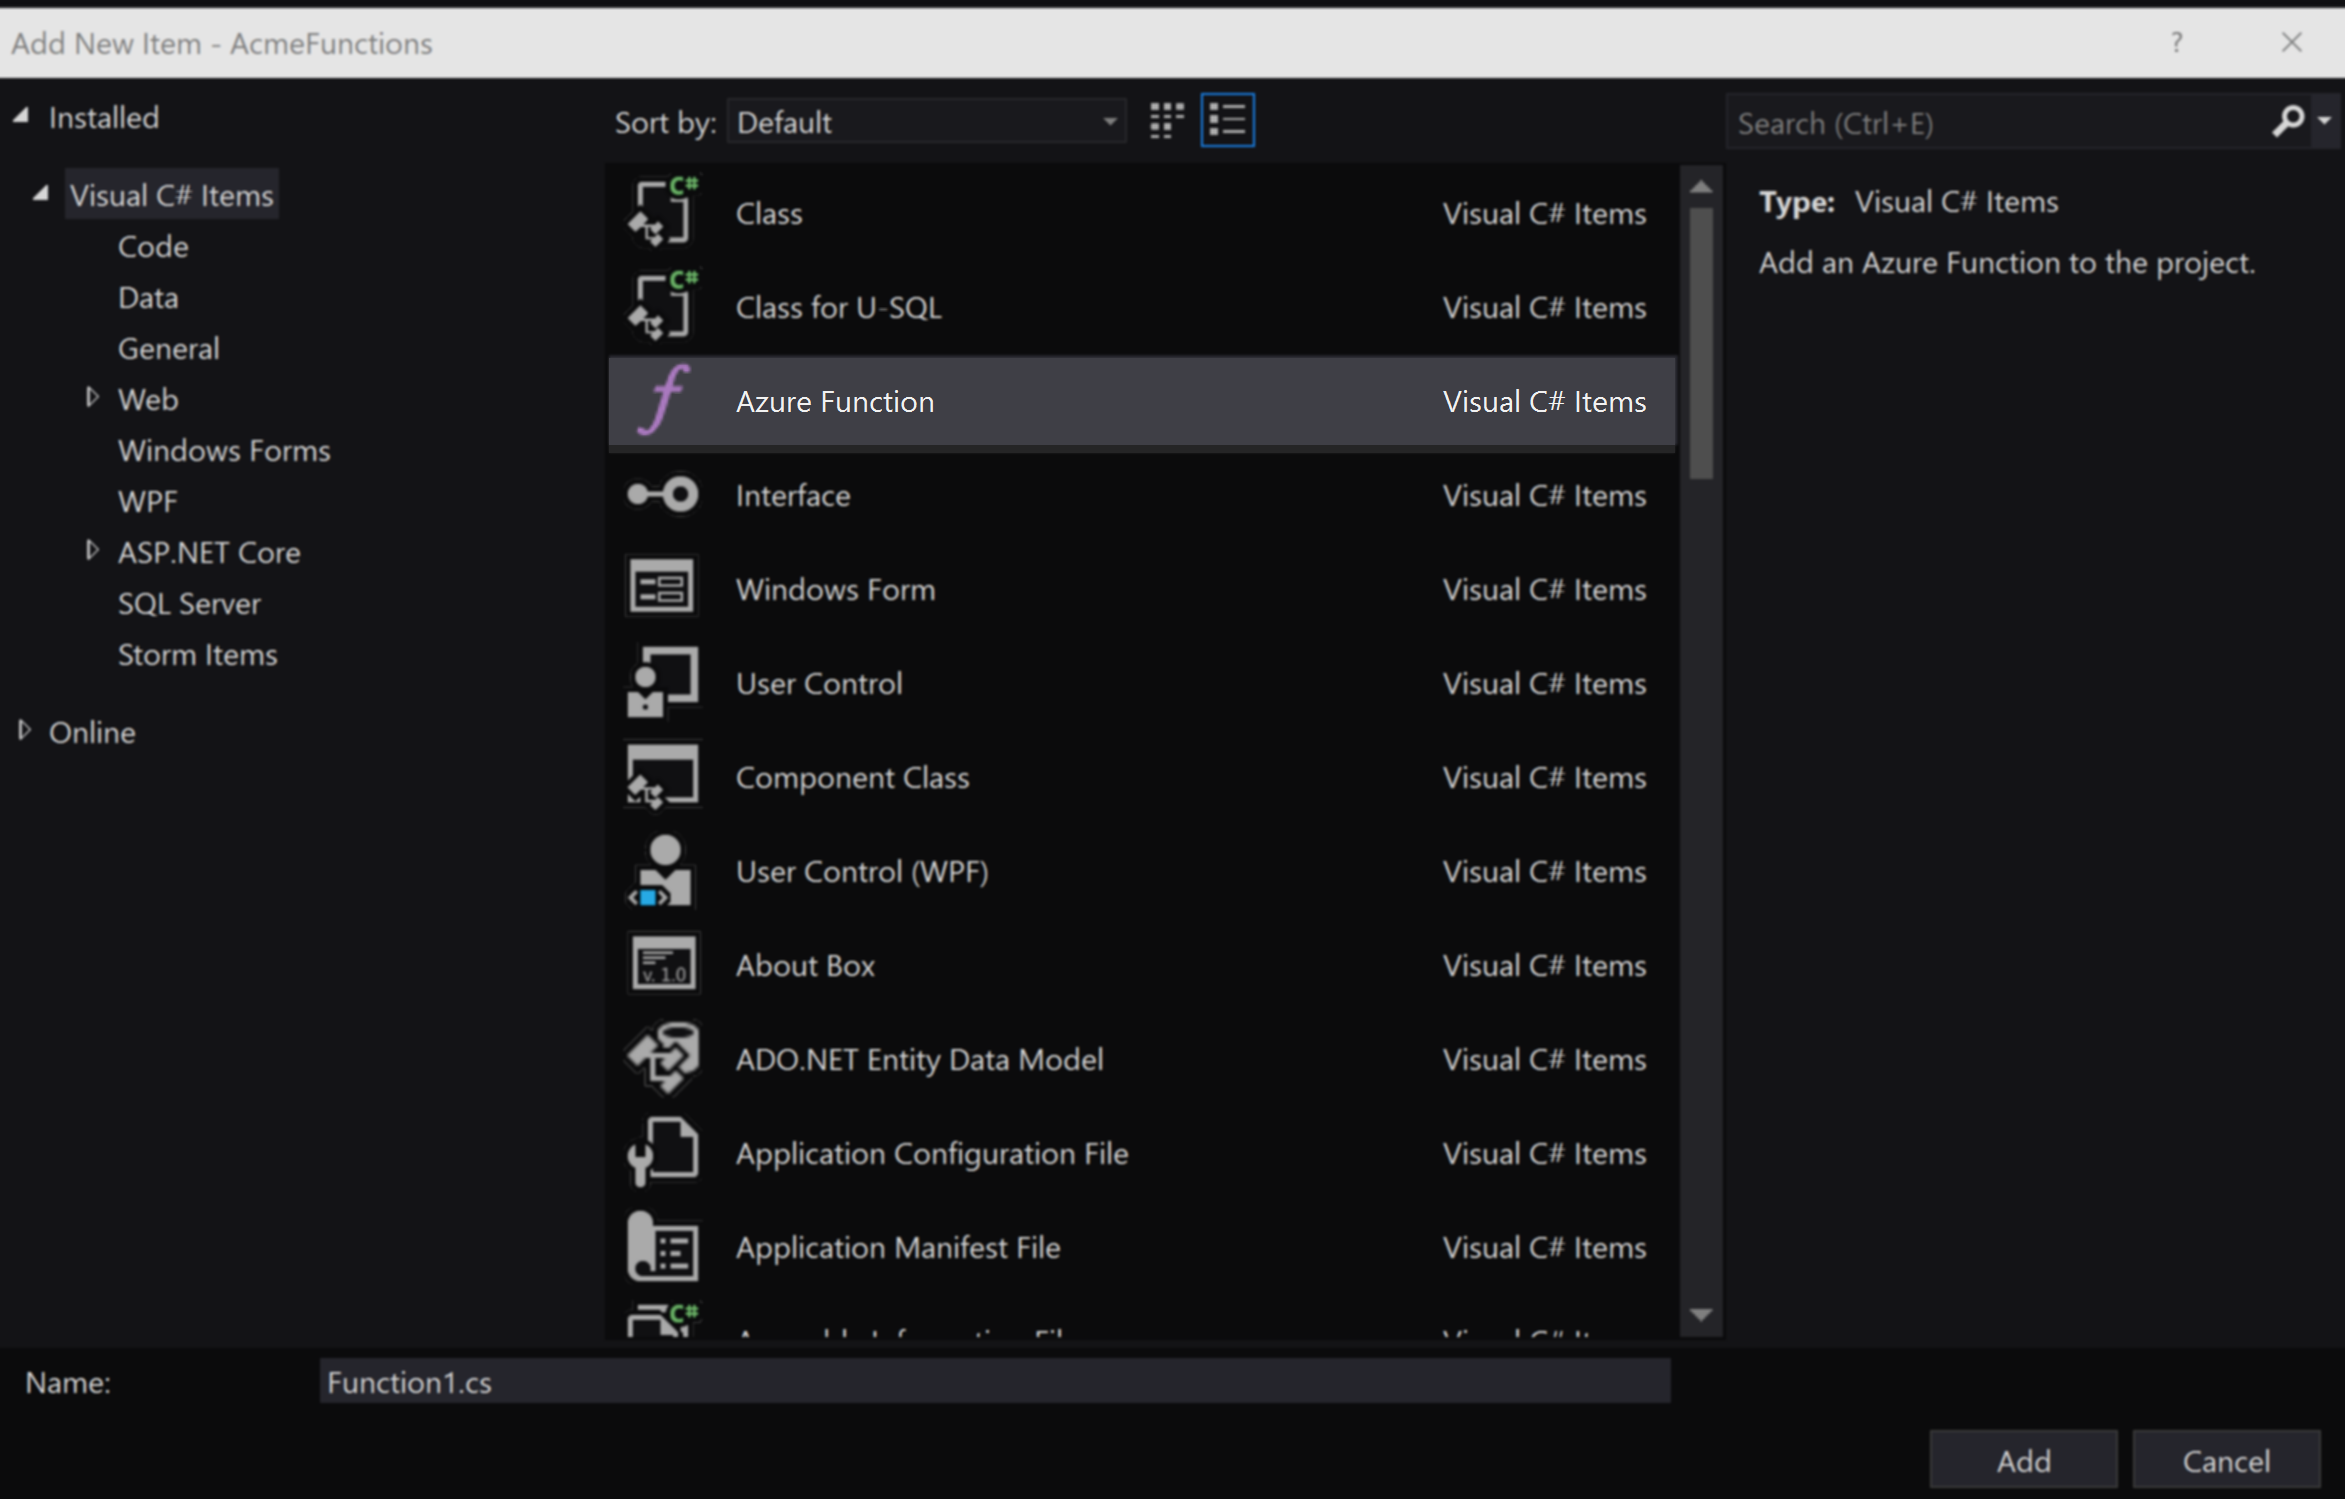 Add New Item - AcmeFunctions
?
Installed
Visual C# Items
Code
Data
General
Web
Windows Forms
WPF
ASP.NET Core
SQL Server
Storm Items
Online
Sort by: Default
Class Visual C# Items
Class for U-SQL Visual C# Items
Azure Function Visual C# Items
Interface Visual C# Items
Windows Form Visual C# Items
User Control Visual C# Items
Component Class Visual C# Items
User Control (WPF) Visual C# Items
About Box Visual C# Items
ADO.NET Entity Data Model Visual C# Items
Application Configuration File Visual C# Items
Application Manifest File Visual C# Items
Search (Ctrl+E)
Type: Visual C# Items
Add an Azure Function to the project.
Name: Function1.cs
Add Cancel